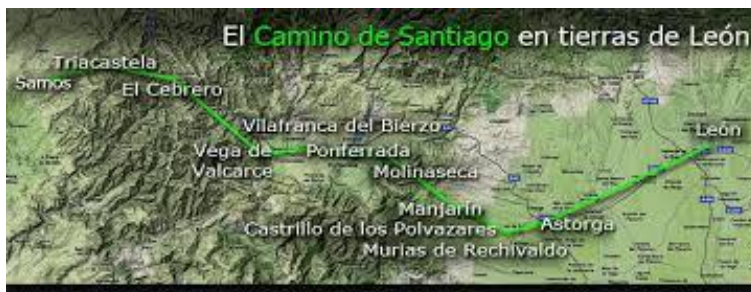 El Camino de Santiago en tierras de León
Triacastela
Samos
El Cebrero
Vilafranca del Bierzo
León
Vega de
Valcarce
Ponferrada
Molinaseca
Manjarín
Castrillo de los Polvazares
Astorga
Murias de Rechivaldo